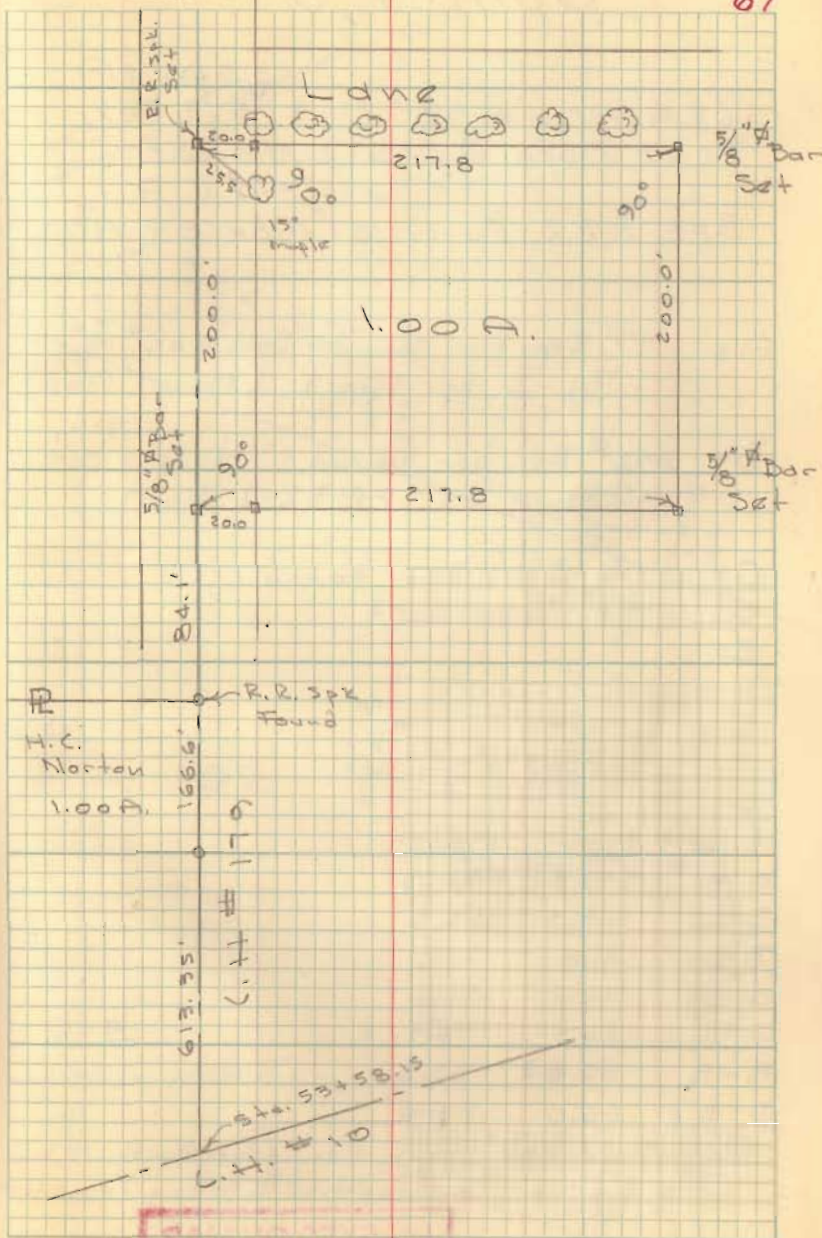 67
R.R. Spk.
Set
Lane
20.0
217.8
5/8" ⌀ Bar
Set
25.5
90°
15"
maple
90°
200.0'
1.00 A.
200.0'
5/8" ⌀ Bar
Set
90°
20.0
217.8
5/8" ⌀ Bar
Set
84.1'
R.R. Spk
Found
H.C.
Norton
1.00 A.
166.6'
C.H # 179
613.35'
Sta. 53+58.15
C.H. # 10